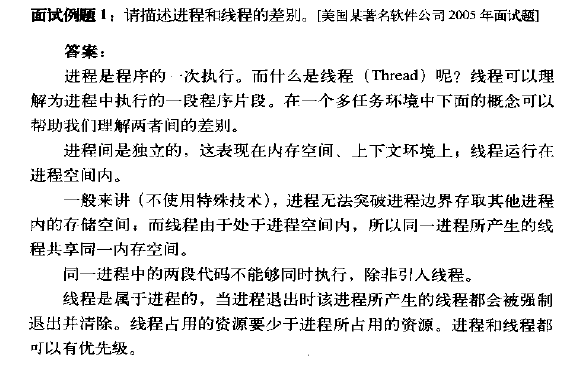 面试例题 1：请描述进程和线程的差别。[美国某著名软件公司 2005 年面试题]
答案：
进程是程序的一次执行。而什么是线程（Thread）呢？线程可以理
解为进程中执行的一段程序片段。在一个多任务环境中下面的概念可以
帮助我们理解两者间的差别。
进程间是独立的，这表现在内存空间、上下文环境上；线程运行在
进程空间内。
一般来讲（不使用特殊技术），进程无法突破进程边界存取其他进程
内的存储空间；而线程由于处于进程空间内，所以同一进程所产生的线
程共享同一内存空间。
同一进程中的两段代码不能够同时执行，除非引入线程。
线程是属于进程的，当进程退出时该进程所产生的线程都会被强制
退出并清除。线程占用的资源要少于进程所占用的资源。进程和线程都
可以有优先级。